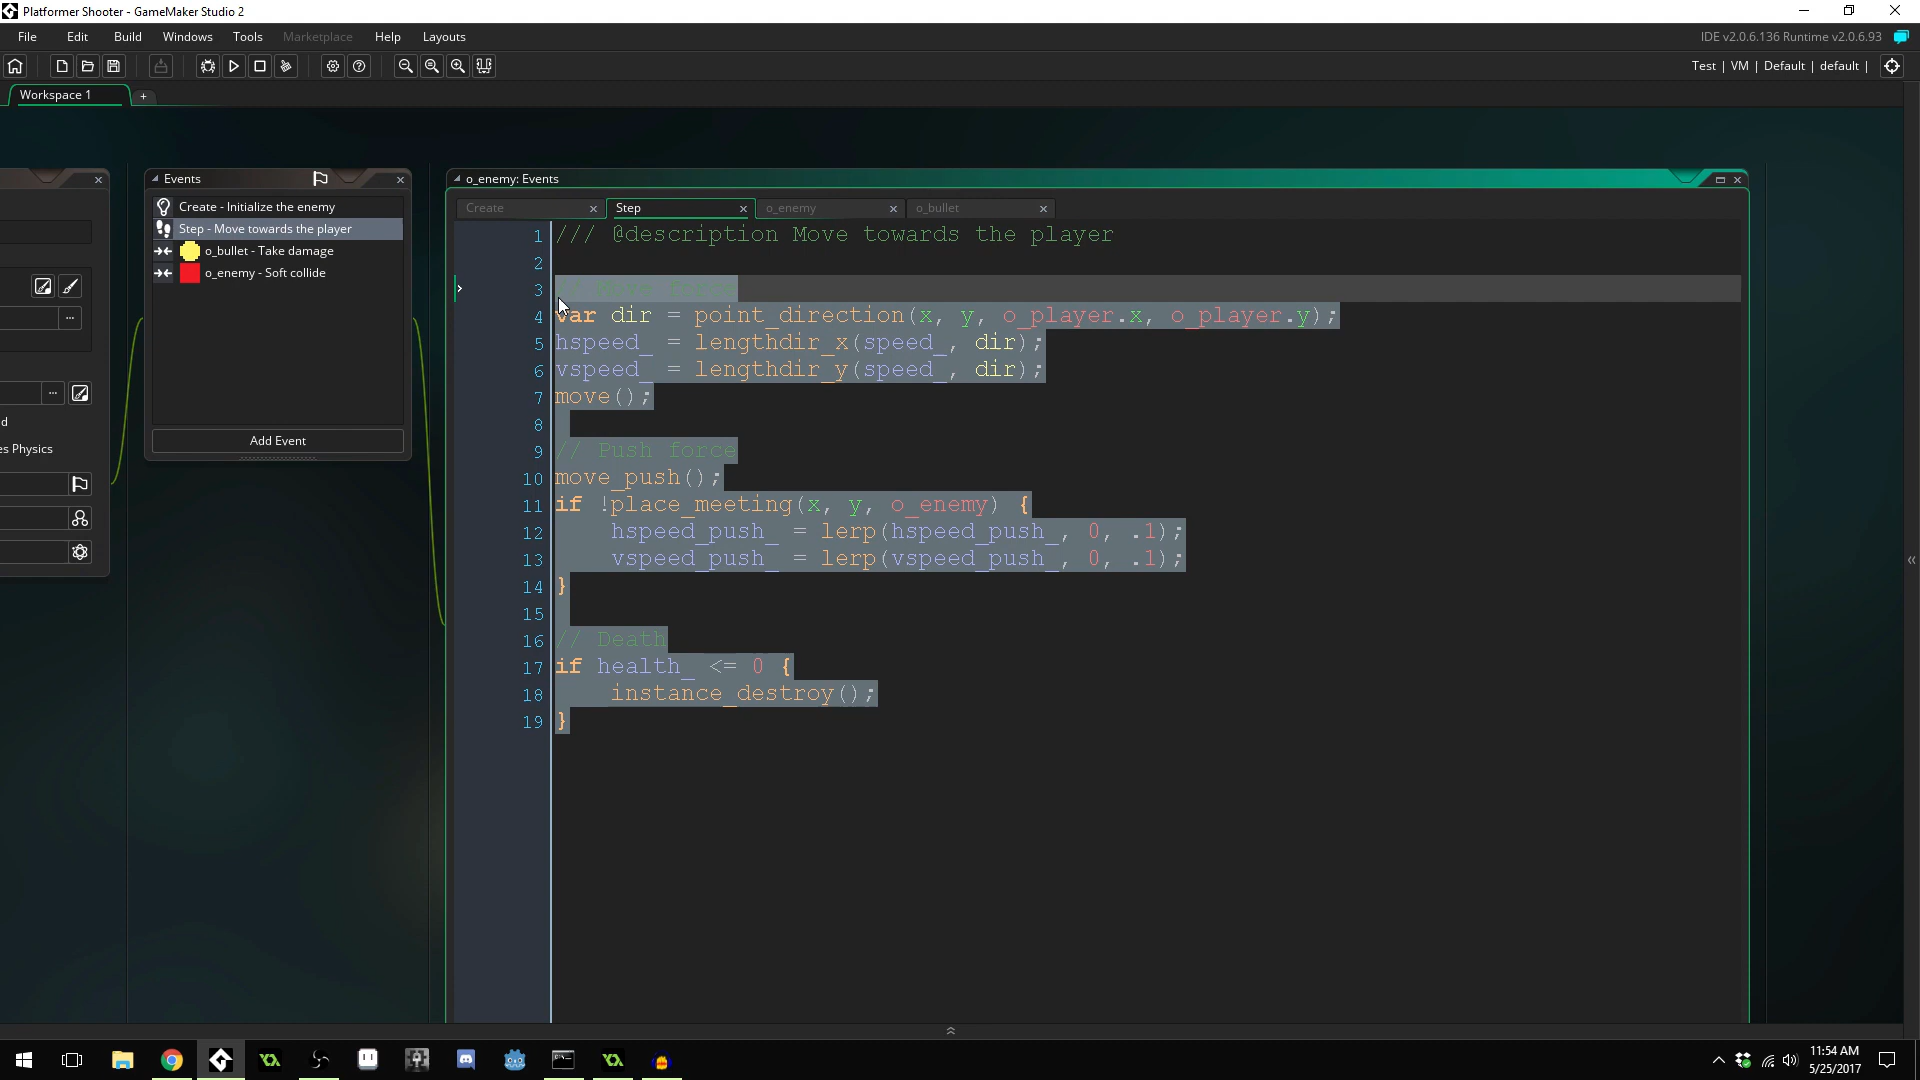 Platformer Shooter - GameMaker Studio 2
File Edit Build Windows Tools Marketplace Help Layouts
IDE v2.0.6.136 Runtime v2.0.6.93
Test | VM | Default | default |
Workspace 1 +
Events
Create - Initialize the enemy
Step - Move towards the player
o_bullet - Take damage
o_enemy - Soft collide
Add Event
d
es Physics
o_enemy: Events
Create Step o_enemy o_bullet
1 /// @description Move towards the player
2
3 // Move force
4 var dir = point_direction(x, y, o_player.x, o_player.y);
5 hspeed_ = lengthdir_x(speed_, dir);
6 vspeed_ = lengthdir_y(speed_, dir);
7 move();
8
9 // Push force
10 move_push();
11 if !place_meeting(x, y, o_enemy) {
12 hspeed_push_ = lerp(hspeed_push_, 0, .1);
13 vspeed_push_ = lerp(vspeed_push_, 0, .1);
14 }
15
16 // Death
17 if health_ <= 0 {
18 instance_destroy();
19 }
11:54 AM
5/25/2017